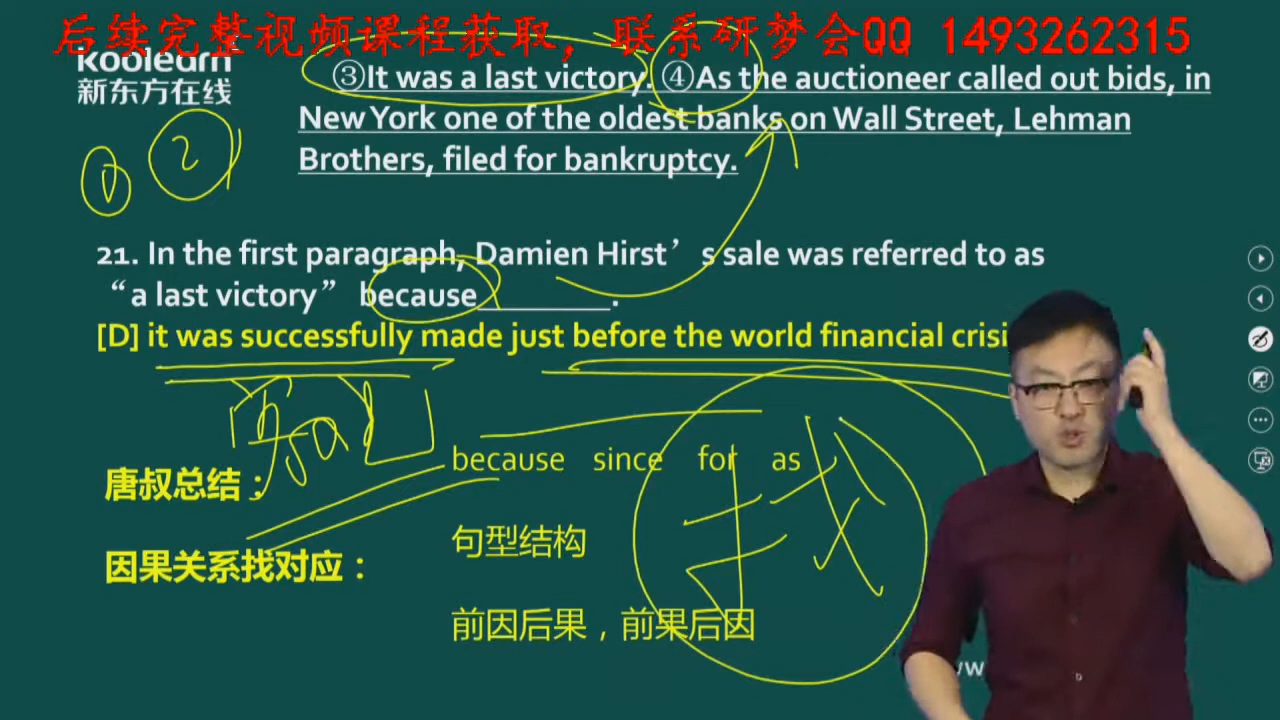 后续完整视频课程获取，联系研梦会QQ 1493262315
koolearn
新东方在线
③It was a last victory. ④As the auctioneer called out bids, in
New York one of the oldest banks on Wall Street, Lehman
Brothers, filed for bankruptcy.
① ②
21. In the first paragraph, Damien Hirst’s sale was referred to as
“a last victory” because________.
[D] it was successfully made just before the world financial crisi
because since for as
唐叔总结：
找
句型结构
因果关系找对应：
前因后果，前果后因